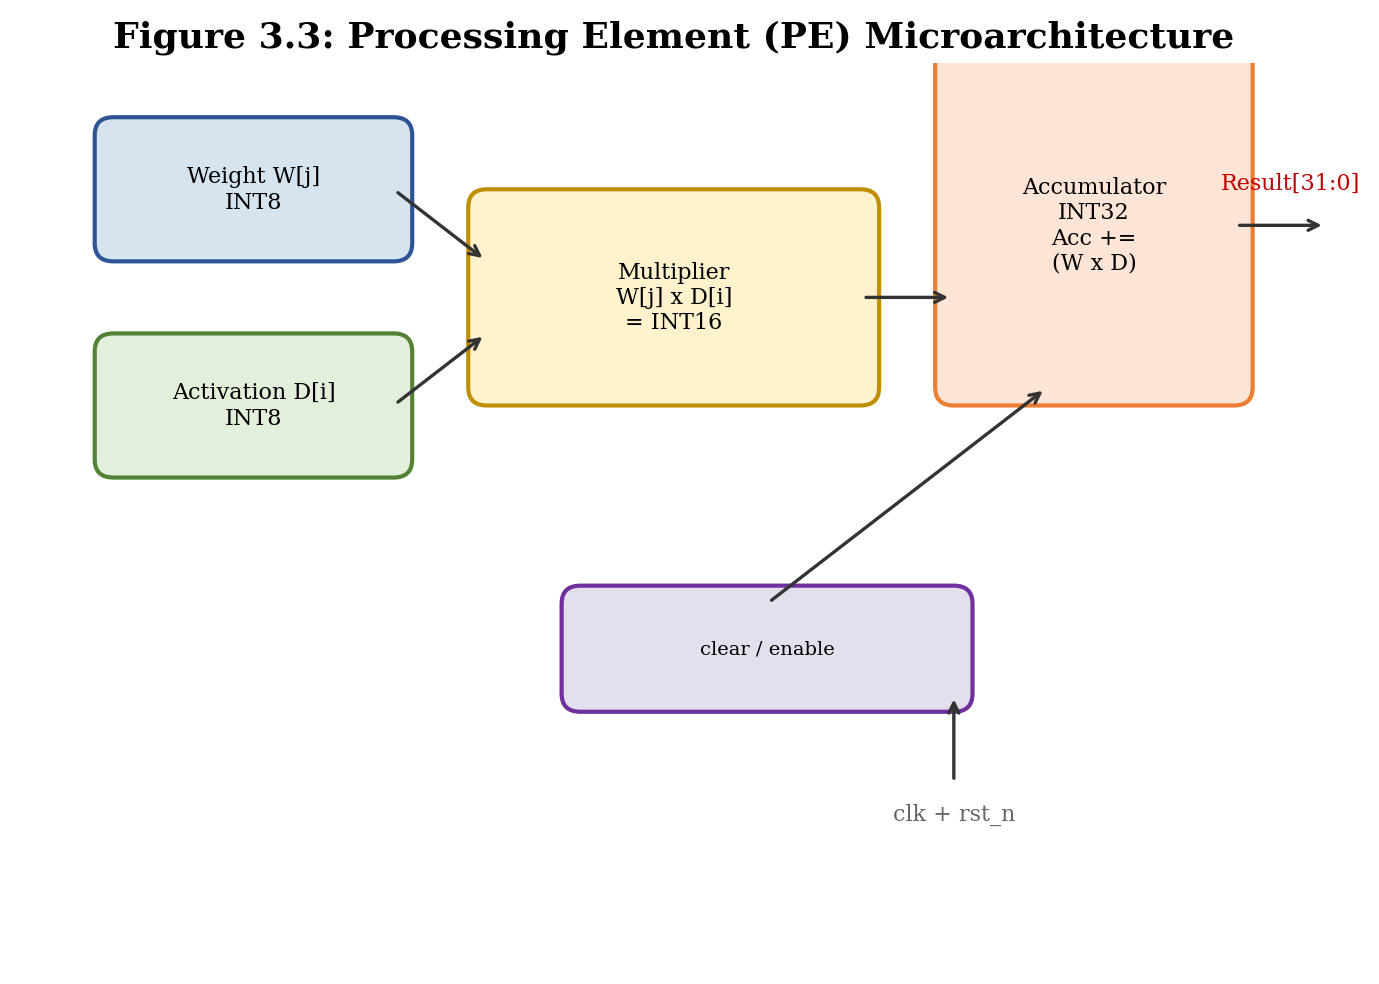 Figure 3.3: Processing Element (PE) Microarchitecture
Weight W[j]
INT8
Activation D[i]
INT8
Multiplier
W[j] x D[i]
= INT16
Accumulator
INT32
Acc +=
(W x D)
Result[31:0]
clear / enable
clk + rst_n